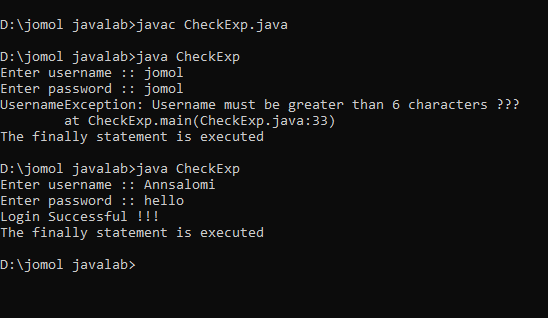 D:\jomol javalab>javac CheckExp.java
D:\jomol javalab>java CheckExp
Enter username :: jomol
Enter password :: jomol
UsernameException: Username must be greater than 6 characters ???
        at CheckExp.main(CheckExp.java:33)
The finally statement is executed
D:\jomol javalab>java CheckExp
Enter username :: Annsalomi
Enter password :: hello
Login Successful !!!
The finally statement is executed
D:\jomol javalab>